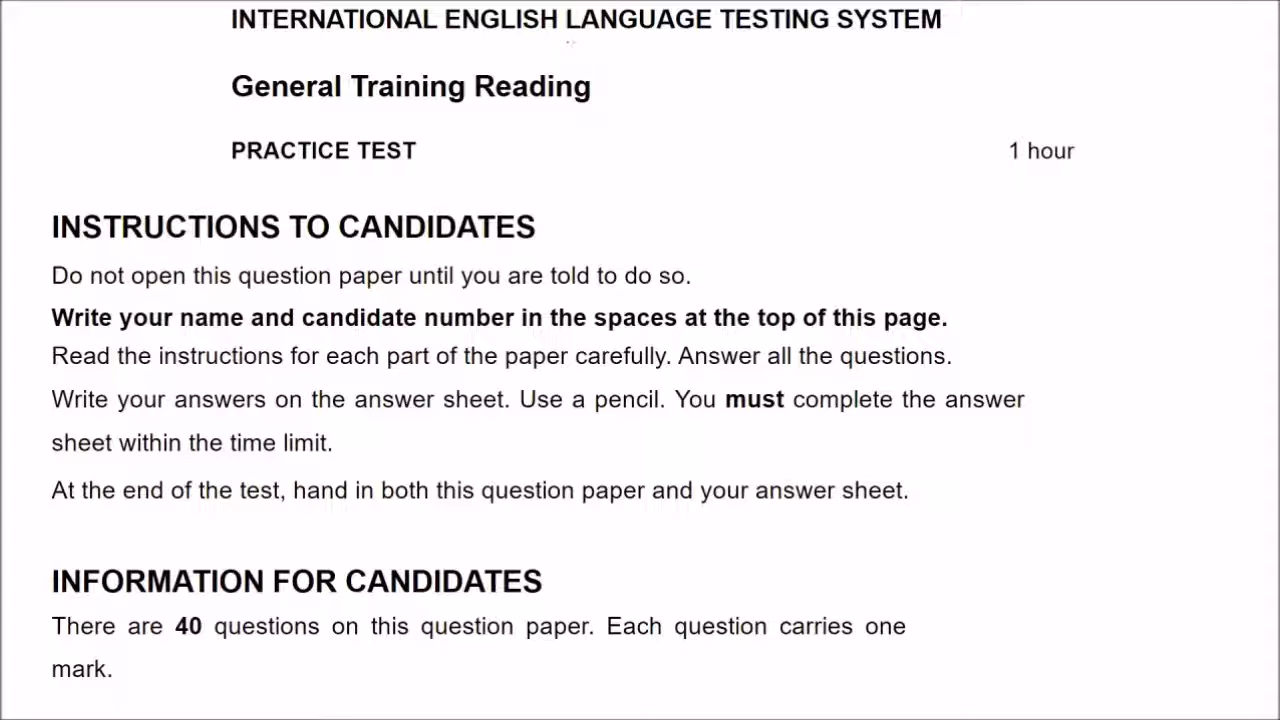 INTERNATIONAL ENGLISH LANGUAGE TESTING SYSTEM
General Training Reading
PRACTICE TEST 1 hour
INSTRUCTIONS TO CANDIDATES
Do not open this question paper until you are told to do so.
Write your name and candidate number in the spaces at the top of this page.
Read the instructions for each part of the paper carefully. Answer all the questions.
Write your answers on the answer sheet. Use a pencil. You must complete the answer
sheet within the time limit.
At the end of the test, hand in both this question paper and your answer sheet.
INFORMATION FOR CANDIDATES
There are 40 questions on this question paper. Each question carries one
mark.